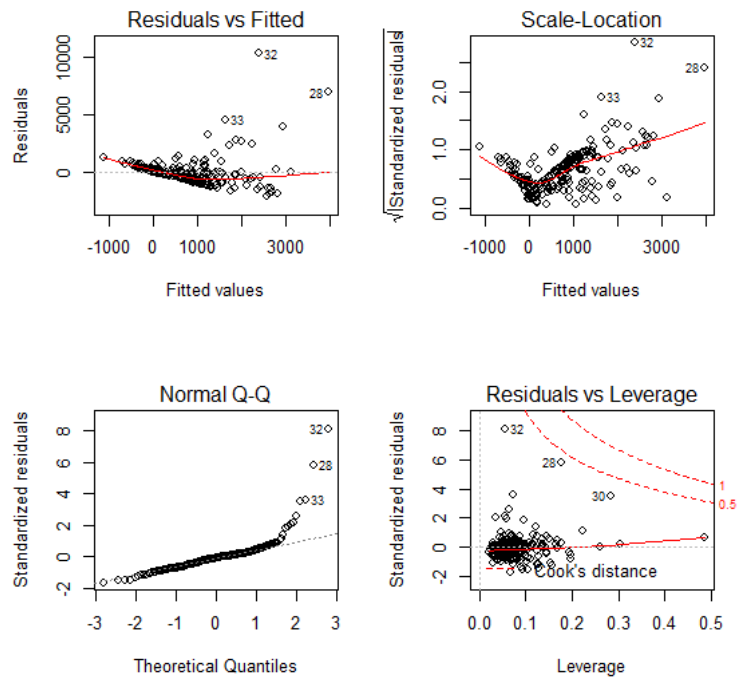 Residuals vs Fitted
Residuals
10000
5000
0
32
28
33
-1000 0 1000 3000
Fitted values
Scale-Location
√|Standardized residuals|
2.0
1.0
0.0
32
28
33
-1000 0 1000 3000
Fitted values
Normal Q-Q
Standardized residuals
8
6
4
2
0
-2
32
28
33
-3 -2 -1 0 1 2 3
Theoretical Quantiles
Residuals vs Leverage
Standardized residuals
8
6
4
2
0
-2
32
28
30
1
0.5
Cook's distance
0.0 0.1 0.2 0.3 0.4 0.5
Leverage